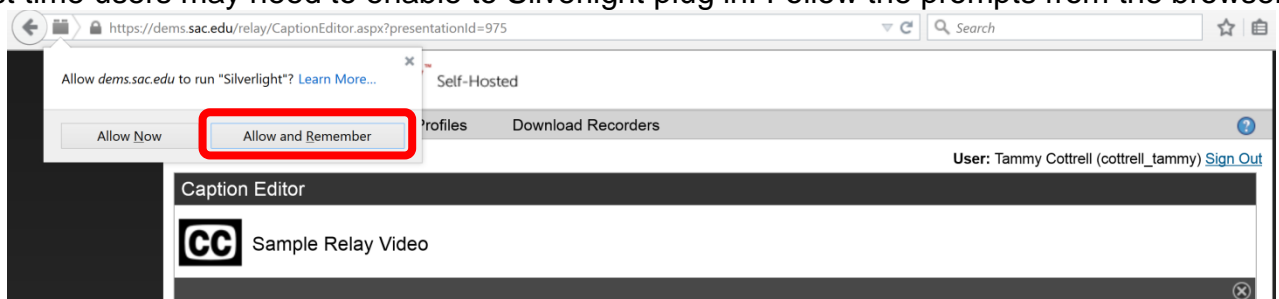 time users may need to enable to Silverlight plug in. Follow the prompts from the browser
https://dems.sac.edu/relay/CaptionEditor.aspx?presentationId=975
Search
Allow dems.sac.edu to run "Silverlight"? Learn More...
Self-Hosted
Allow Now
Allow and Remember
Profiles
Download Recorders
User: Tammy Cottrell (cottrell_tammy) Sign Out
Caption Editor
CC
Sample Relay Video